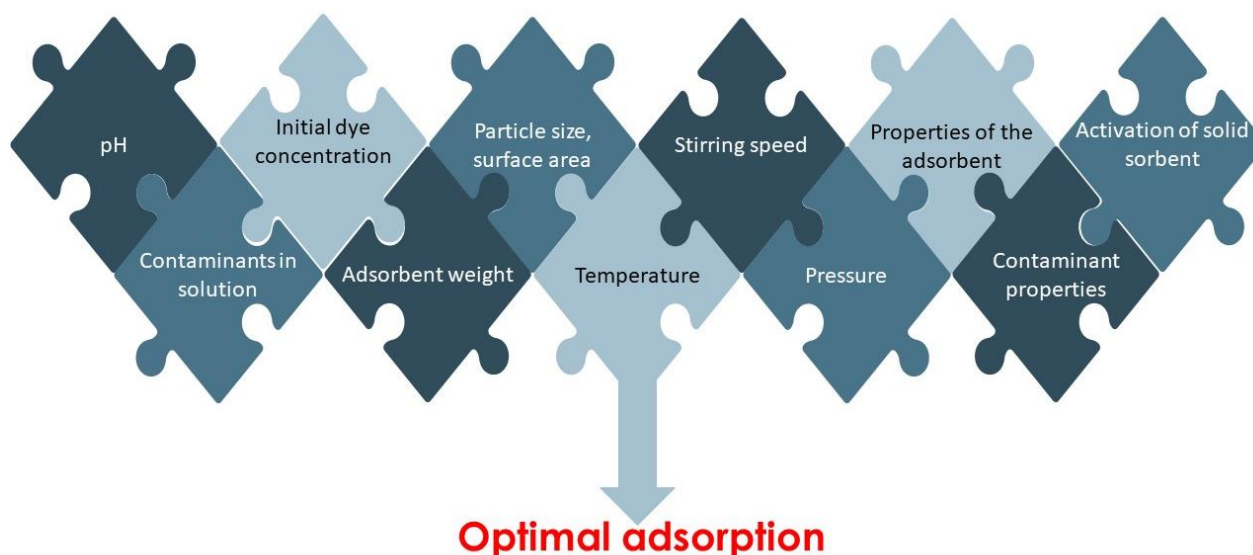 pH
Initial dye
concentration
Particle size,
surface area
Stirring speed
Properties of the
adsorbent
Activation of solid
sorbent
Contaminants in
solution
Adsorbent weight
Temperature
Pressure
Contaminant
properties
Optimal adsorption